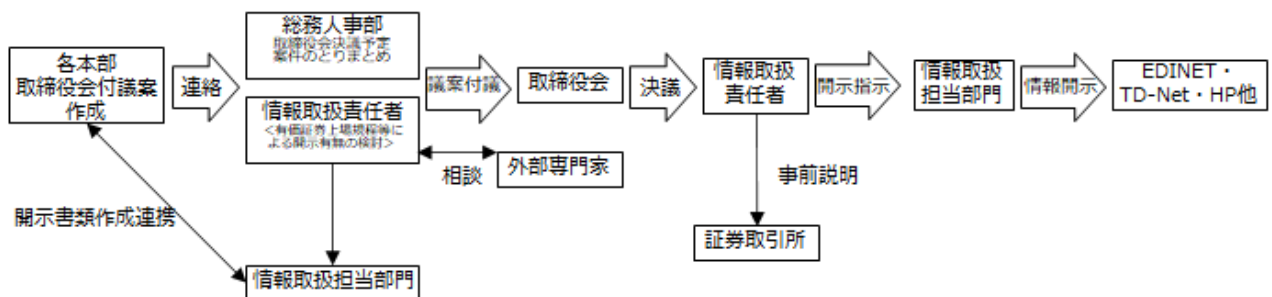 各本部
取締役会付議案
作成
連絡
総務人事部
取締役会決議予定
案件のとりまとめ
情報取扱責任者
<有価証券上場規程等に
よる開示有無の検討>
議案付議
取締役会
決議
情報取扱
責任者
開示指示
情報取扱
担当部門
情報開示
EDINET・
TD-Net・HP他
相談
外部専門家
事前説明
開示書類作成連携
証券取引所
情報取扱担当部門